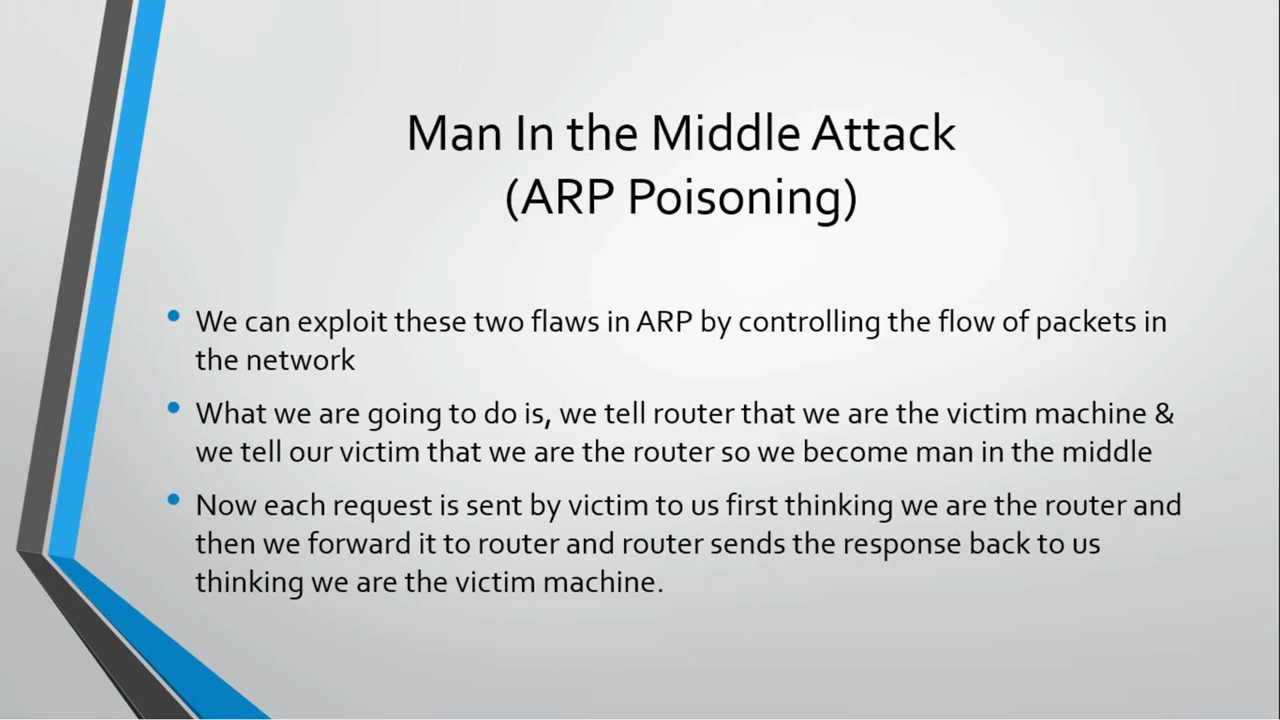 Man In the Middle Attack
(ARP Poisoning)
• We can exploit these two flaws in ARP by controlling the flow of packets in
the network
• What we are going to do is, we tell router that we are the victim machine &
we tell our victim that we are the router so we become man in the middle
• Now each request is sent by victim to us first thinking we are the router and
then we forward it to router and router sends the response back to us
thinking we are the victim machine.